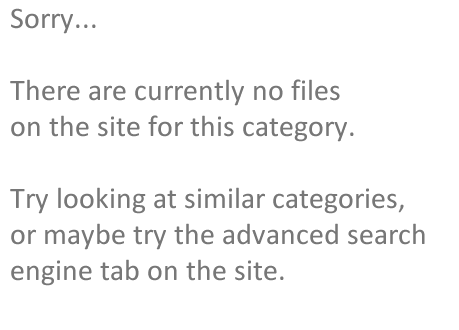 Sorry...
There are currently no files
on the site for this category.
Try looking at similar categories,
or maybe try the advanced search
engine tab on the site.